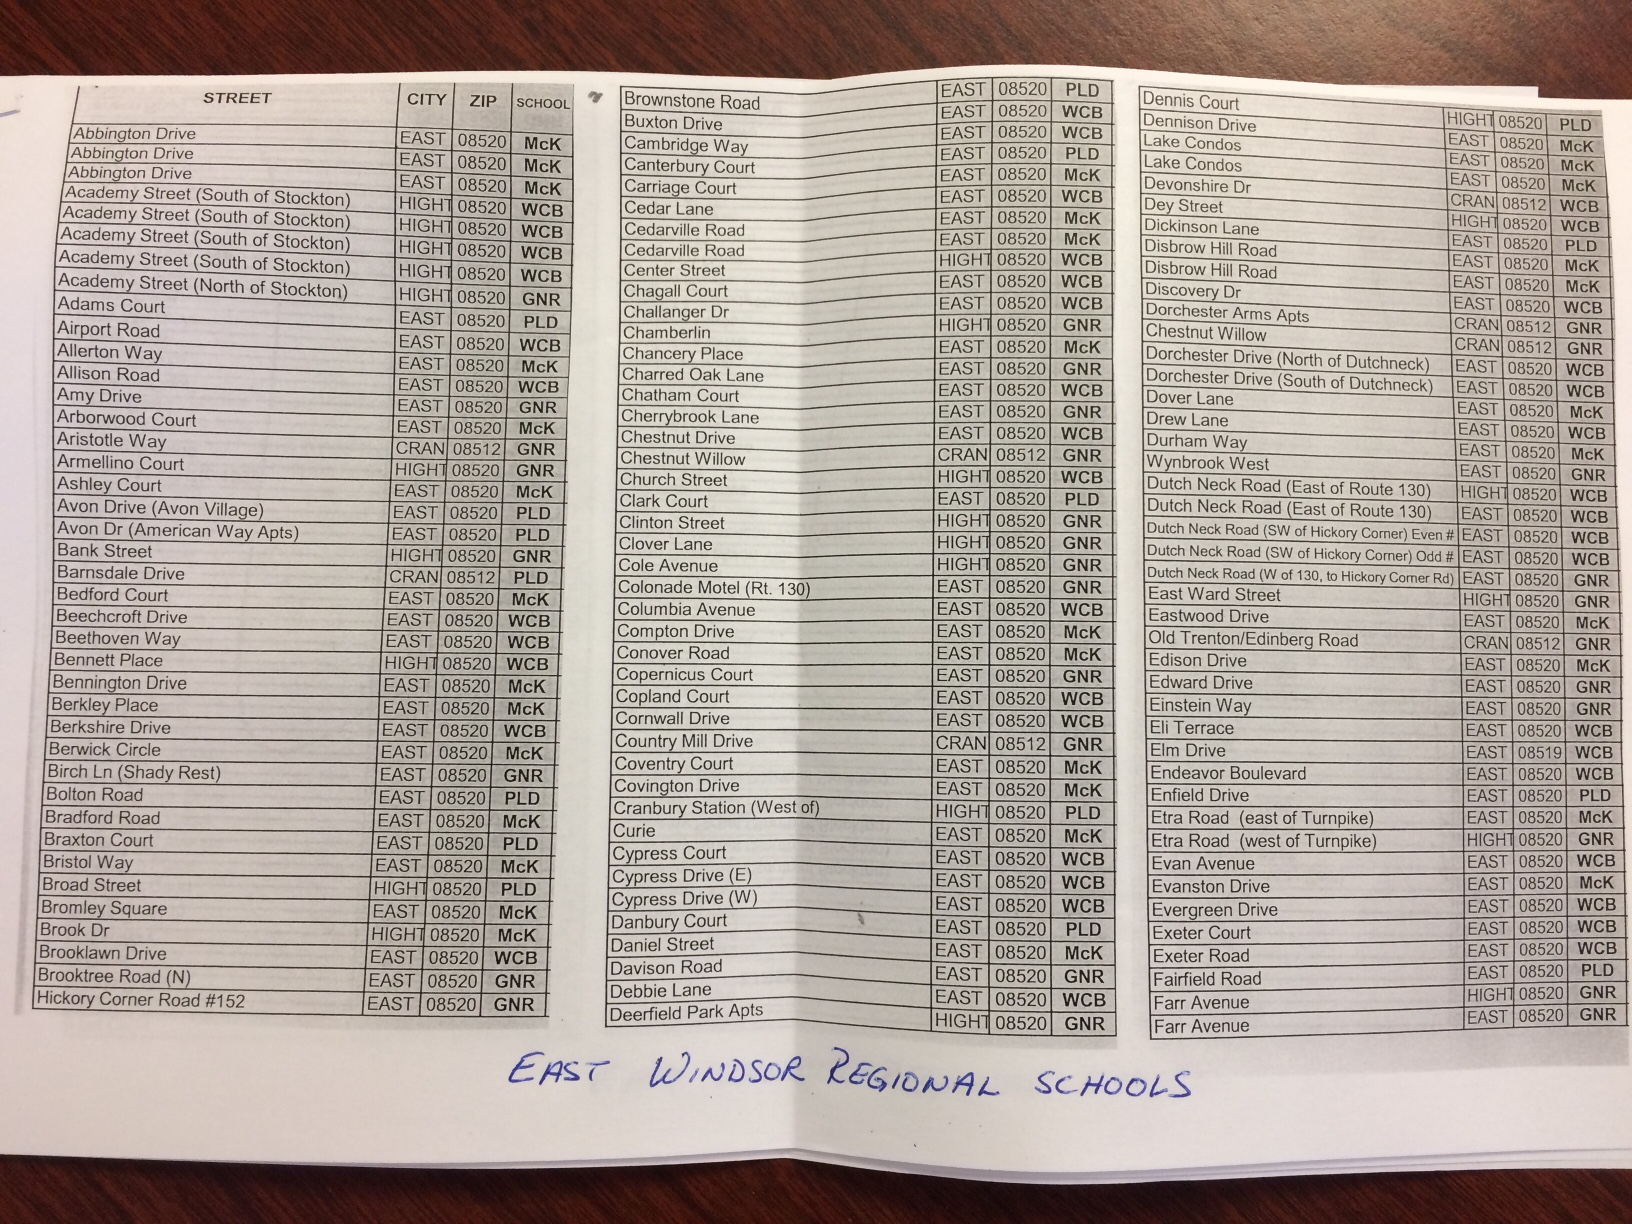 STREET CITY ZIP SCHOOL
Abbington Drive EAST 08520 McK
Abbington Drive EAST 08520 McK
Abbington Drive EAST 08520 McK
Academy Street (South of Stockton) HIGHT 08520 WCB
Academy Street (South of Stockton) HIGHT 08520 WCB
Academy Street (South of Stockton) HIGHT 08520 WCB
Academy Street (South of Stockton) HIGHT 08520 WCB
Academy Street (North of Stockton) HIGHT 08520 GNR
Adams Court EAST 08520 PLD
Airport Road EAST 08520 WCB
Allerton Way EAST 08520 McK
Allison Road EAST 08520 WCB
Amy Drive EAST 08520 GNR
Arborwood Court EAST 08520 McK
Aristotle Way CRAN 08512 GNR
Armellino Court HIGHT 08520 GNR
Ashley Court EAST 08520 McK
Avon Drive (Avon Village) EAST 08520 PLD
Avon Dr (American Way Apts) EAST 08520 PLD
Bank Street HIGHT 08520 GNR
Barnsdale Drive CRAN 08512 PLD
Bedford Court EAST 08520 McK
Beechcroft Drive EAST 08520 WCB
Beethoven Way EAST 08520 WCB
Bennett Place HIGHT 08520 WCB
Bennington Drive EAST 08520 McK
Berkley Place EAST 08520 McK
Berkshire Drive EAST 08520 WCB
Berwick Circle EAST 08520 McK
Birch Ln (Shady Rest) EAST 08520 GNR
Bolton Road EAST 08520 PLD
Bradford Road EAST 08520 McK
Braxton Court EAST 08520 PLD
Bristol Way EAST 08520 McK
Broad Street HIGHT 08520 PLD
Bromley Square EAST 08520 McK
Brook Dr HIGHT 08520 McK
Brooklawn Drive EAST 08520 WCB
Brooktree Road (N) EAST 08520 GNR
Hickory Corner Road #152 EAST 08520 GNR
Brownstone Road EAST 08520 PLD
Buxton Drive EAST 08520 WCB
Cambridge Way EAST 08520 WCB
Canterbury Court EAST 08520 PLD
Carriage Court EAST 08520 McK
Cedar Lane EAST 08520 WCB
Cedarville Road EAST 08520 McK
Cedarville Road EAST 08520 McK
Center Street HIGHT 08520 WCB
Chagall Court EAST 08520 WCB
Challanger Dr EAST 08520 WCB
Chamberlin HIGHT 08520 GNR
Chancery Place EAST 08520 McK
Charred Oak Lane EAST 08520 GNR
Chatham Court EAST 08520 WCB
Cherrybrook Lane EAST 08520 GNR
Chestnut Drive EAST 08520 WCB
Chestnut Willow CRAN 08512 GNR
Church Street HIGHT 08520 WCB
Clark Court EAST 08520 PLD
Clinton Street HIGHT 08520 GNR
Clover Lane HIGHT 08520 GNR
Cole Avenue HIGHT 08520 GNR
Colonade Motel (Rt. 130) EAST 08520 GNR
Columbia Avenue EAST 08520 WCB
Compton Drive EAST 08520 McK
Conover Road EAST 08520 McK
Copernicus Court EAST 08520 GNR
Copland Court EAST 08520 WCB
Cornwall Drive EAST 08520 WCB
Country Mill Drive CRAN 08512 GNR
Coventry Court EAST 08520 McK
Covington Drive EAST 08520 McK
Cranbury Station (West of) HIGHT 08520 PLD
Curie EAST 08520 McK
Cypress Court EAST 08520 WCB
Cypress Drive (E) EAST 08520 WCB
Cypress Drive (W) EAST 08520 WCB
Danbury Court EAST 08520 PLD
Daniel Street EAST 08520 McK
Davison Road EAST 08520 GNR
Debbie Lane EAST 08520 WCB
Deerfield Park Apts HIGHT 08520 GNR
Dennis Court HIGHT 08520 PLD
Dennison Drive EAST 08520 McK
Lake Condos EAST 08520 McK
Lake Condos EAST 08520 McK
Devonshire Dr CRAN 08512 WCB
Dey Street HIGHT 08520 WCB
Dickinson Lane EAST 08520 PLD
Disbrow Hill Road EAST 08520 McK
Disbrow Hill Road EAST 08520 McK
Discovery Dr EAST 08520 WCB
Dorchester Arms Apts CRAN 08512 GNR
Chestnut Willow CRAN 08512 GNR
Dorchester Drive (North of Dutchneck) EAST 08520 WCB
Dorchester Drive (South of Dutchneck) EAST 08520 WCB
Dover Lane EAST 08520 McK
Drew Lane EAST 08520 WCB
Durham Way EAST 08520 McK
Wynbrook West EAST 08520 GNR
Dutch Neck Road (East of Route 130) HIGHT 08520 WCB
Dutch Neck Road (East of Route 130) EAST 08520 WCB
Dutch Neck Road (SW of Hickory Corner) Even # EAST 08520 WCB
Dutch Neck Road (SW of Hickory Corner) Odd # EAST 08520 WCB
Dutch Neck Road (W of 130, to Hickory Corner Rd) EAST 08520 GNR
East Ward Street HIGHT 08520 GNR
Eastwood Drive EAST 08520 McK
Old Trenton/Edinberg Road CRAN 08512 GNR
Edison Drive EAST 08520 McK
Edward Drive EAST 08520 GNR
Einstein Way EAST 08520 GNR
Eli Terrace EAST 08520 WCB
Elm Drive EAST 08519 WCB
Endeavor Boulevard EAST 08520 WCB
Enfield Drive EAST 08520 PLD
Etra Road (east of Turnpike) EAST 08520 McK
Etra Road (west of Turnpike) HIGHT 08520 GNR
Evan Avenue EAST 08520 WCB
Evanston Drive EAST 08520 McK
Evergreen Drive EAST 08520 WCB
Exeter Court EAST 08520 WCB
Exeter Road EAST 08520 WCB
Fairfield Road EAST 08520 PLD
Farr Avenue HIGHT 08520 GNR
Farr Avenue EAST 08520 GNR
EAST WINDSOR REGIONAL SCHOOLS